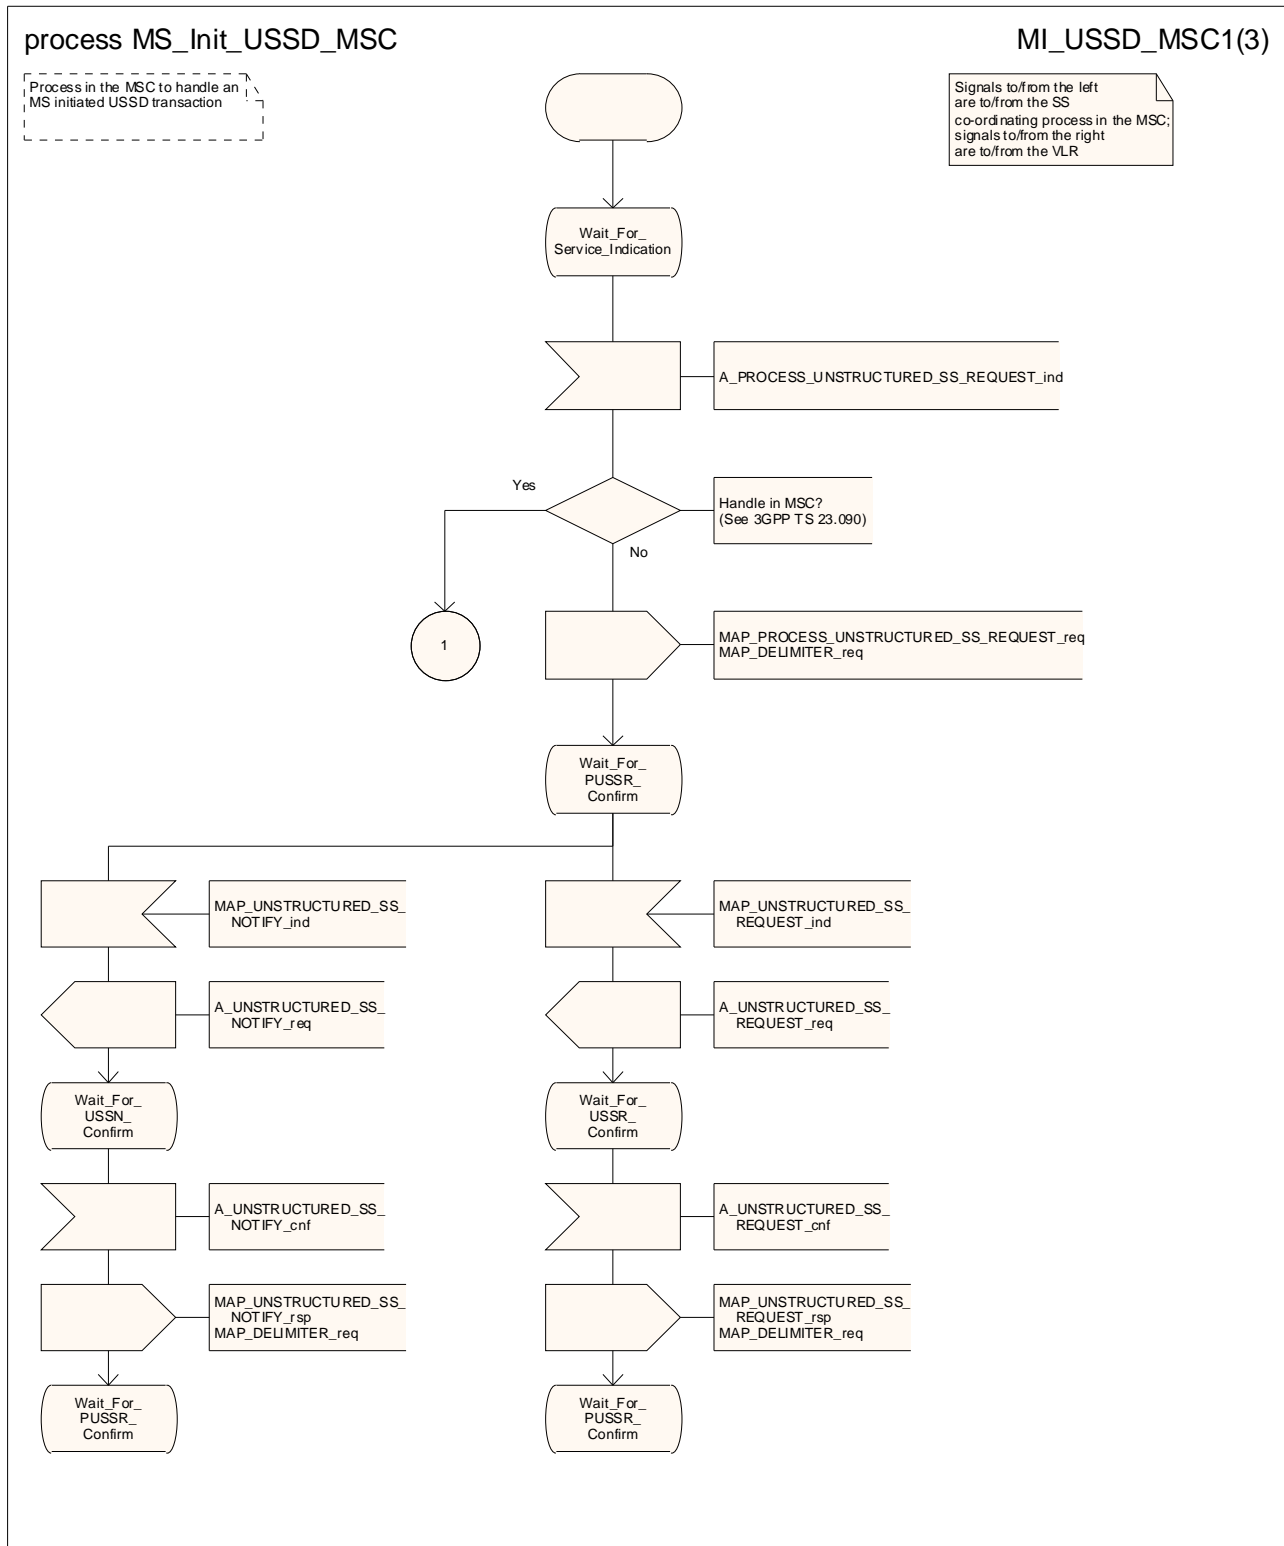 process MS_Init_USSD_MSC
MI_USSD_MSC1(3)
Process in the MSC to handle an
MS initiated USSD transaction
Signals to/from the left
are to/from the SS
co-ordinating process in the MSC;
signals to/from the right
are to/from the VLR
Wait_For_
Service_Indication
A_PROCESS_UNSTRUCTURED_SS_REQUEST_ind
Yes
Handle in MSC?
(See 3GPP TS 23.090)
No
1
MAP_PROCESS_UNSTRUCTURED_SS_REQUEST_req
MAP_DELIMITER_req
Wait_For_
PUSSR_
Confirm
MAP_UNSTRUCTURED_SS_
NOTIFY_ind
MAP_UNSTRUCTURED_SS_
REQUEST_ind
A_UNSTRUCTURED_SS_
NOTIFY_req
A_UNSTRUCTURED_SS_
REQUEST_req
Wait_For_
USSN_
Confirm
Wait_For_
USSR_
Confirm
A_UNSTRUCTURED_SS_
NOTIFY_cnf
A_UNSTRUCTURED_SS_
REQUEST_cnf
MAP_UNSTRUCTURED_SS_
NOTIFY_rsp
MAP_DELIMITER_req
MAP_UNSTRUCTURED_SS_
REQUEST_rsp
MAP_DELIMITER_req
Wait_For_
PUSSR_
Confirm
Wait_For_
PUSSR_
Confirm